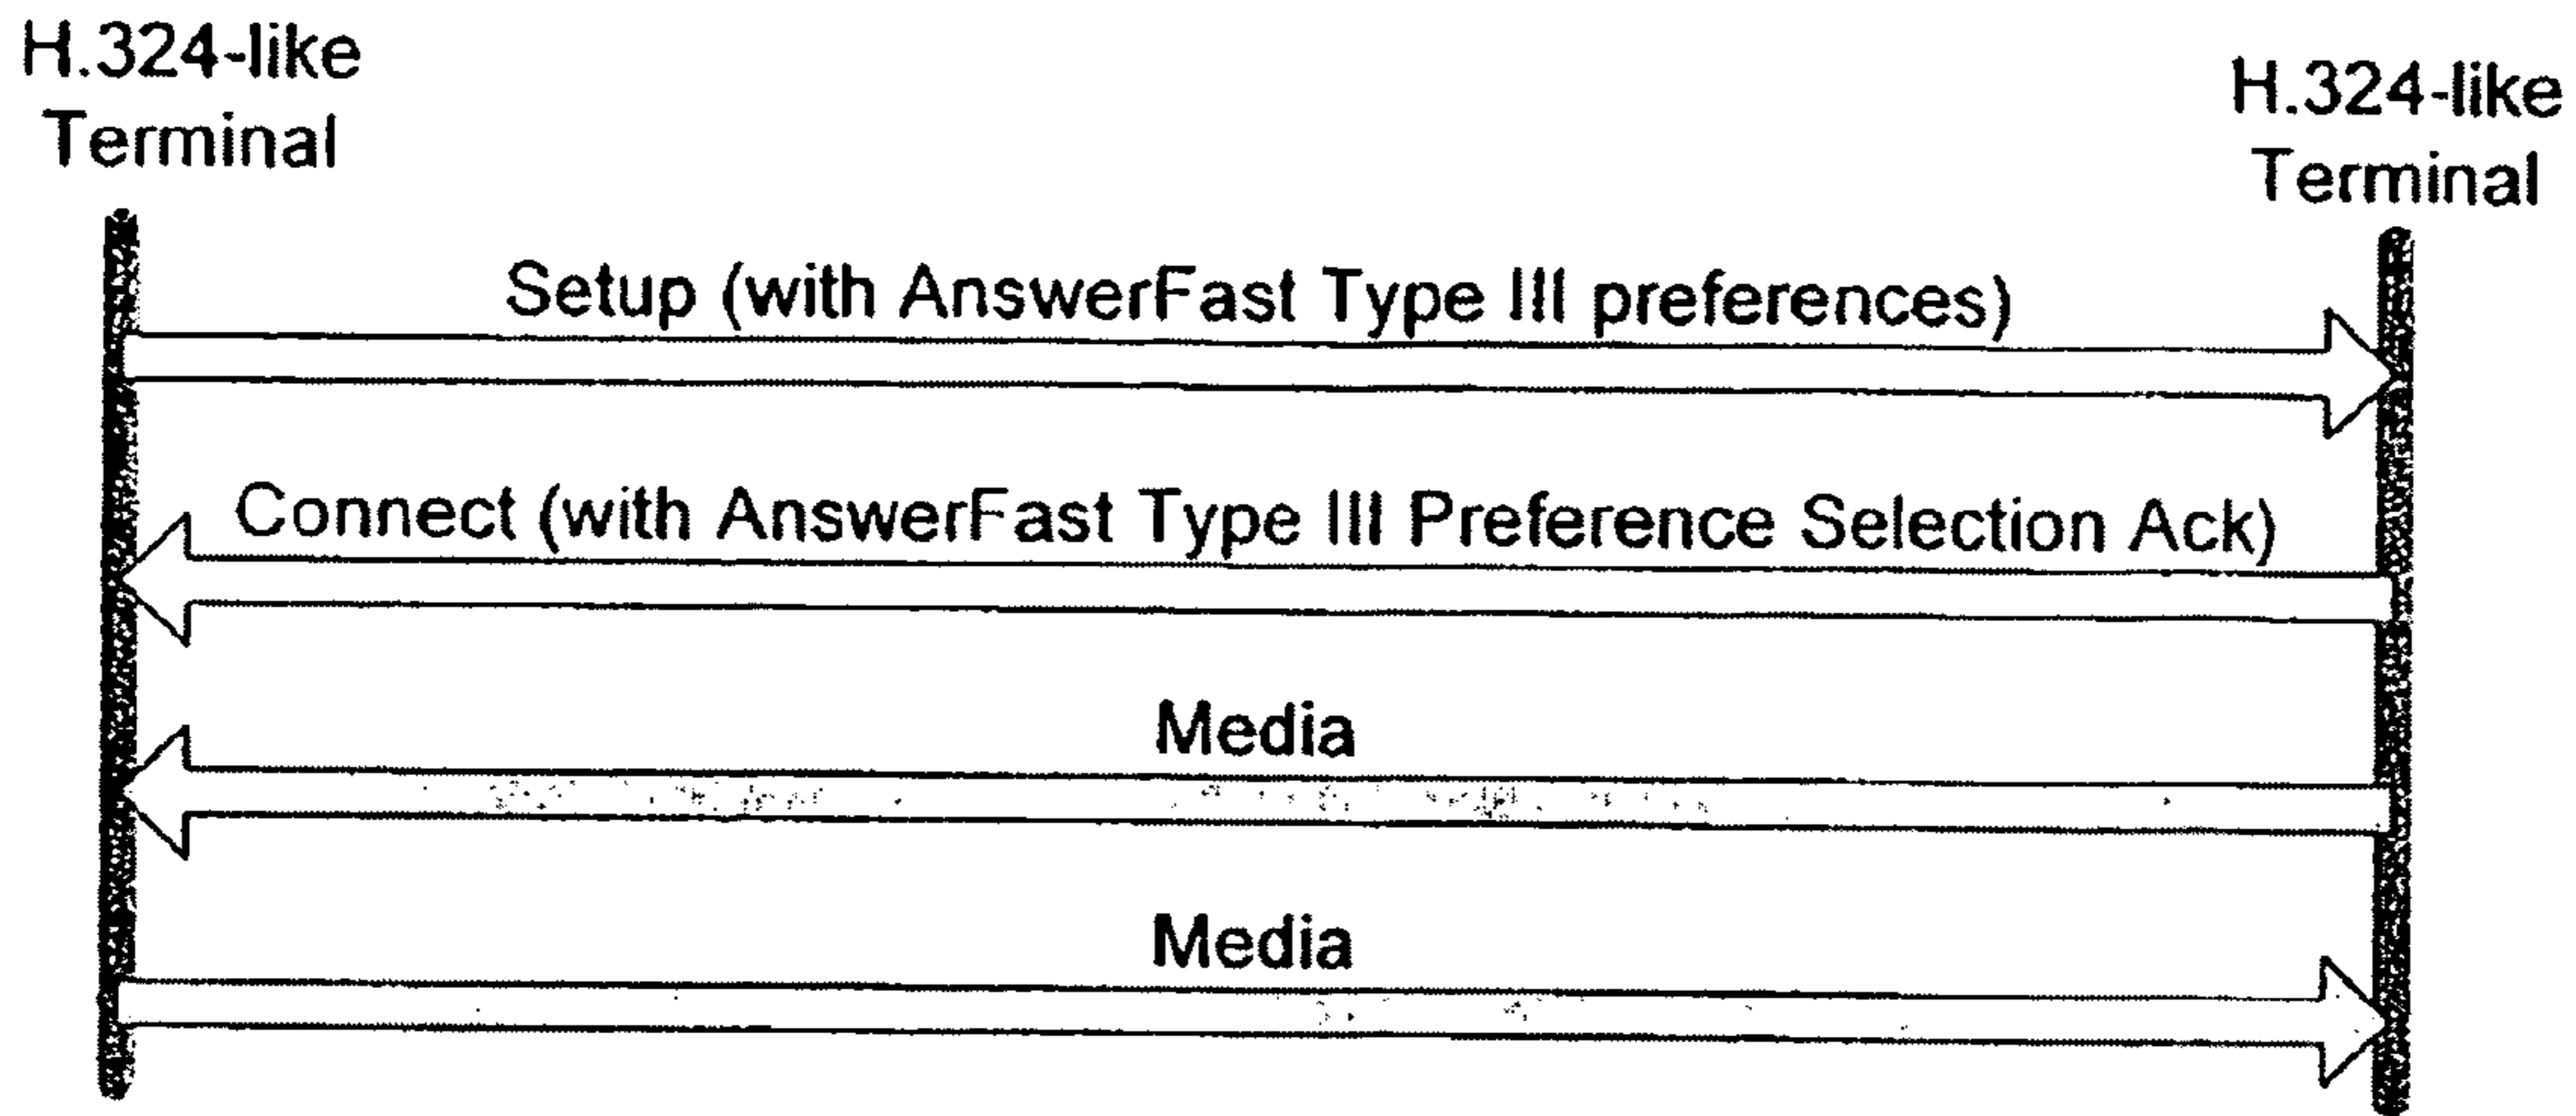 H.324-like
Terminal
H.324-like
Terminal
Setup (with AnswerFast Type III preferences)
Connect (with AnswerFast Type III Preference Selection Ack)
Media
Media